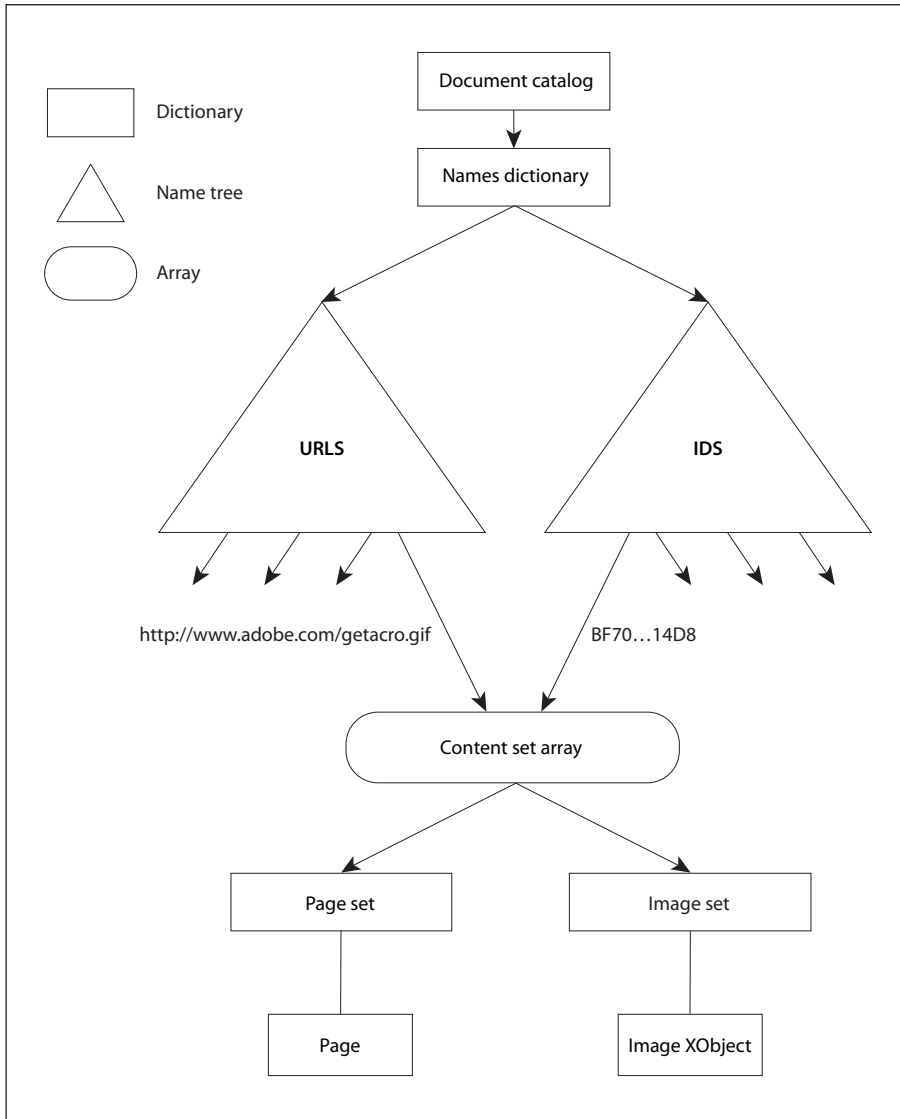 Document catalog
Dictionary
Names dictionary
Name tree
Array
URLS
IDS
http://www.adobe.com/getacro.gif
BF70…14D8
Content set array
Page set
Image set
Page
Image XObject